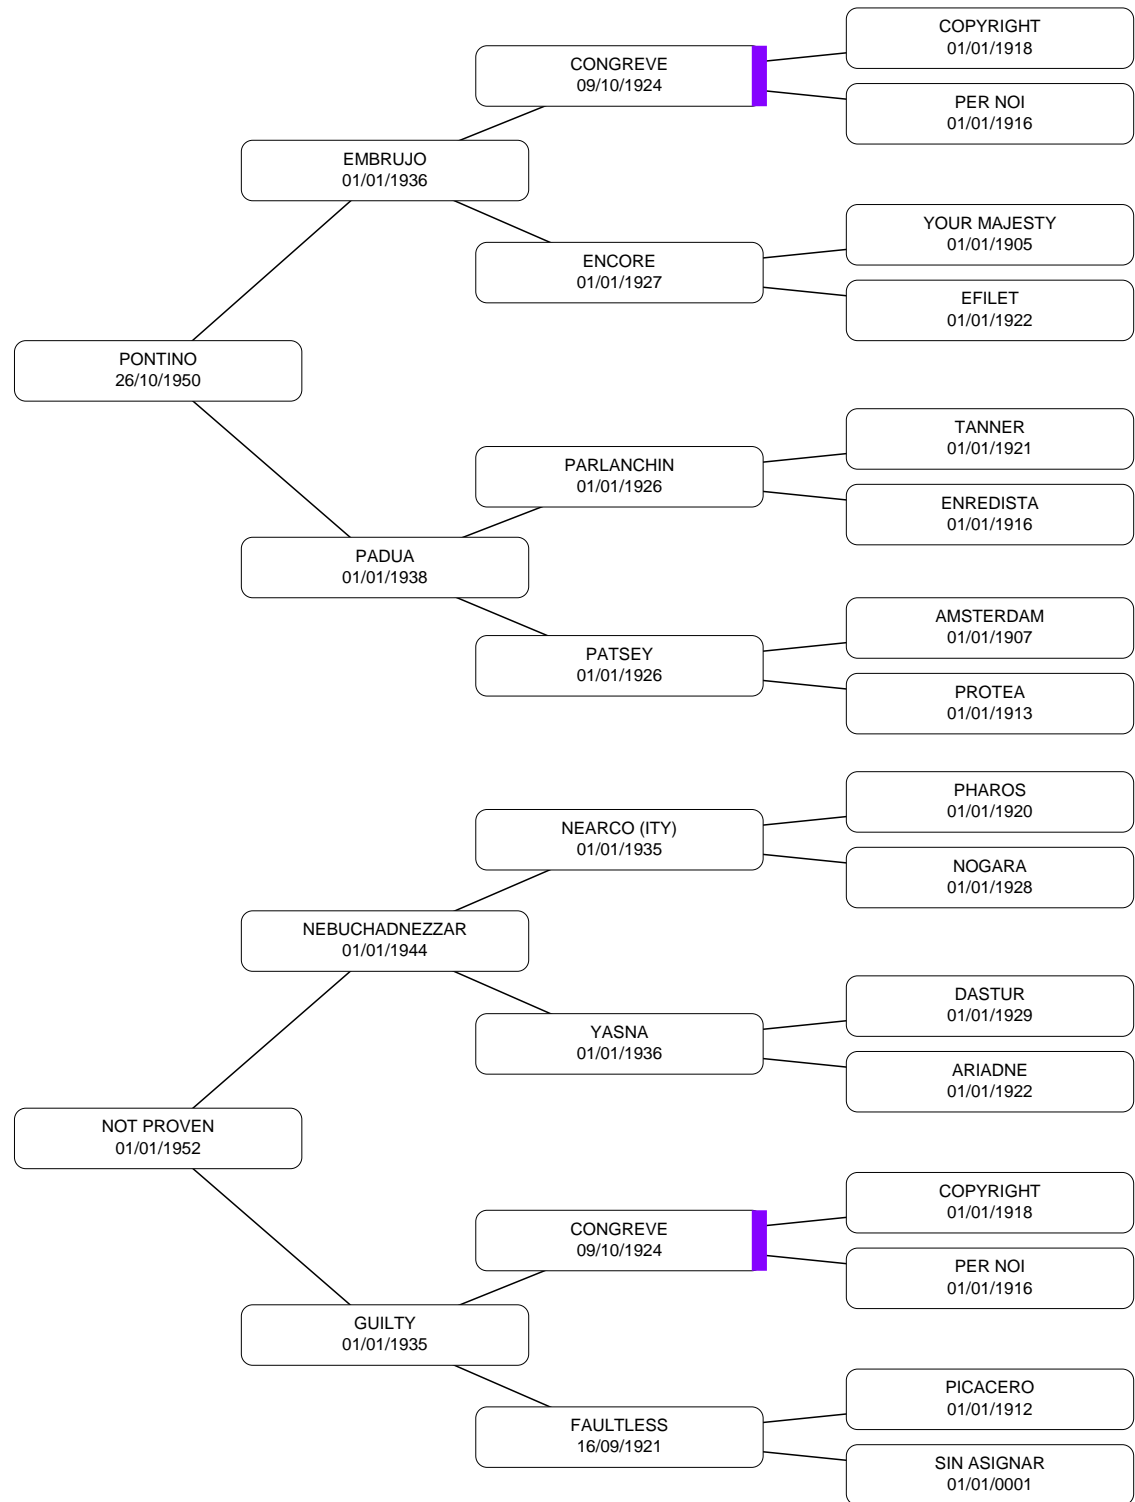 COPYRIGHT
01/01/1918
CONGREVE
09/10/1924
PER NOI
01/01/1916
EMBRUJO
01/01/1936
YOUR MAJESTY
01/01/1905
ENCORE
01/01/1927
EFILET
01/01/1922
PONTINO
26/10/1950
TANNER
01/01/1921
PARLANCHIN
01/01/1926
ENREDISTA
01/01/1916
PADUA
01/01/1938
AMSTERDAM
01/01/1907
PATSEY
01/01/1926
PROTEA
01/01/1913
PHAROS
01/01/1920
NEARCO (ITY)
01/01/1935
NOGARA
01/01/1928
NEBUCHADNEZZAR
01/01/1944
DASTUR
01/01/1929
YASNA
01/01/1936
ARIADNE
01/01/1922
NOT PROVEN
01/01/1952
COPYRIGHT
01/01/1918
CONGREVE
09/10/1924
PER NOI
01/01/1916
GUILTY
01/01/1935
PICACERO
01/01/1912
FAULTLESS
16/09/1921
SIN ASIGNAR
01/01/0001